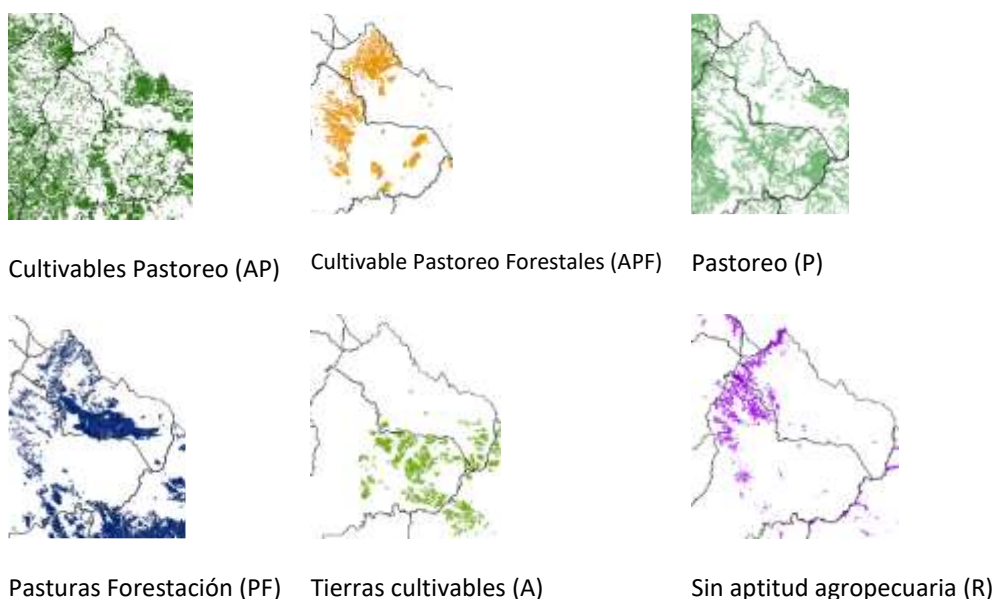 Cultivables Pastoreo (AP)
Cultivable Pastoreo Forestales (APF)
Pastoreo (P)
Pasturas Forestación (PF)
Tierras cultivables (A)
Sin aptitud agropecuaria (R)